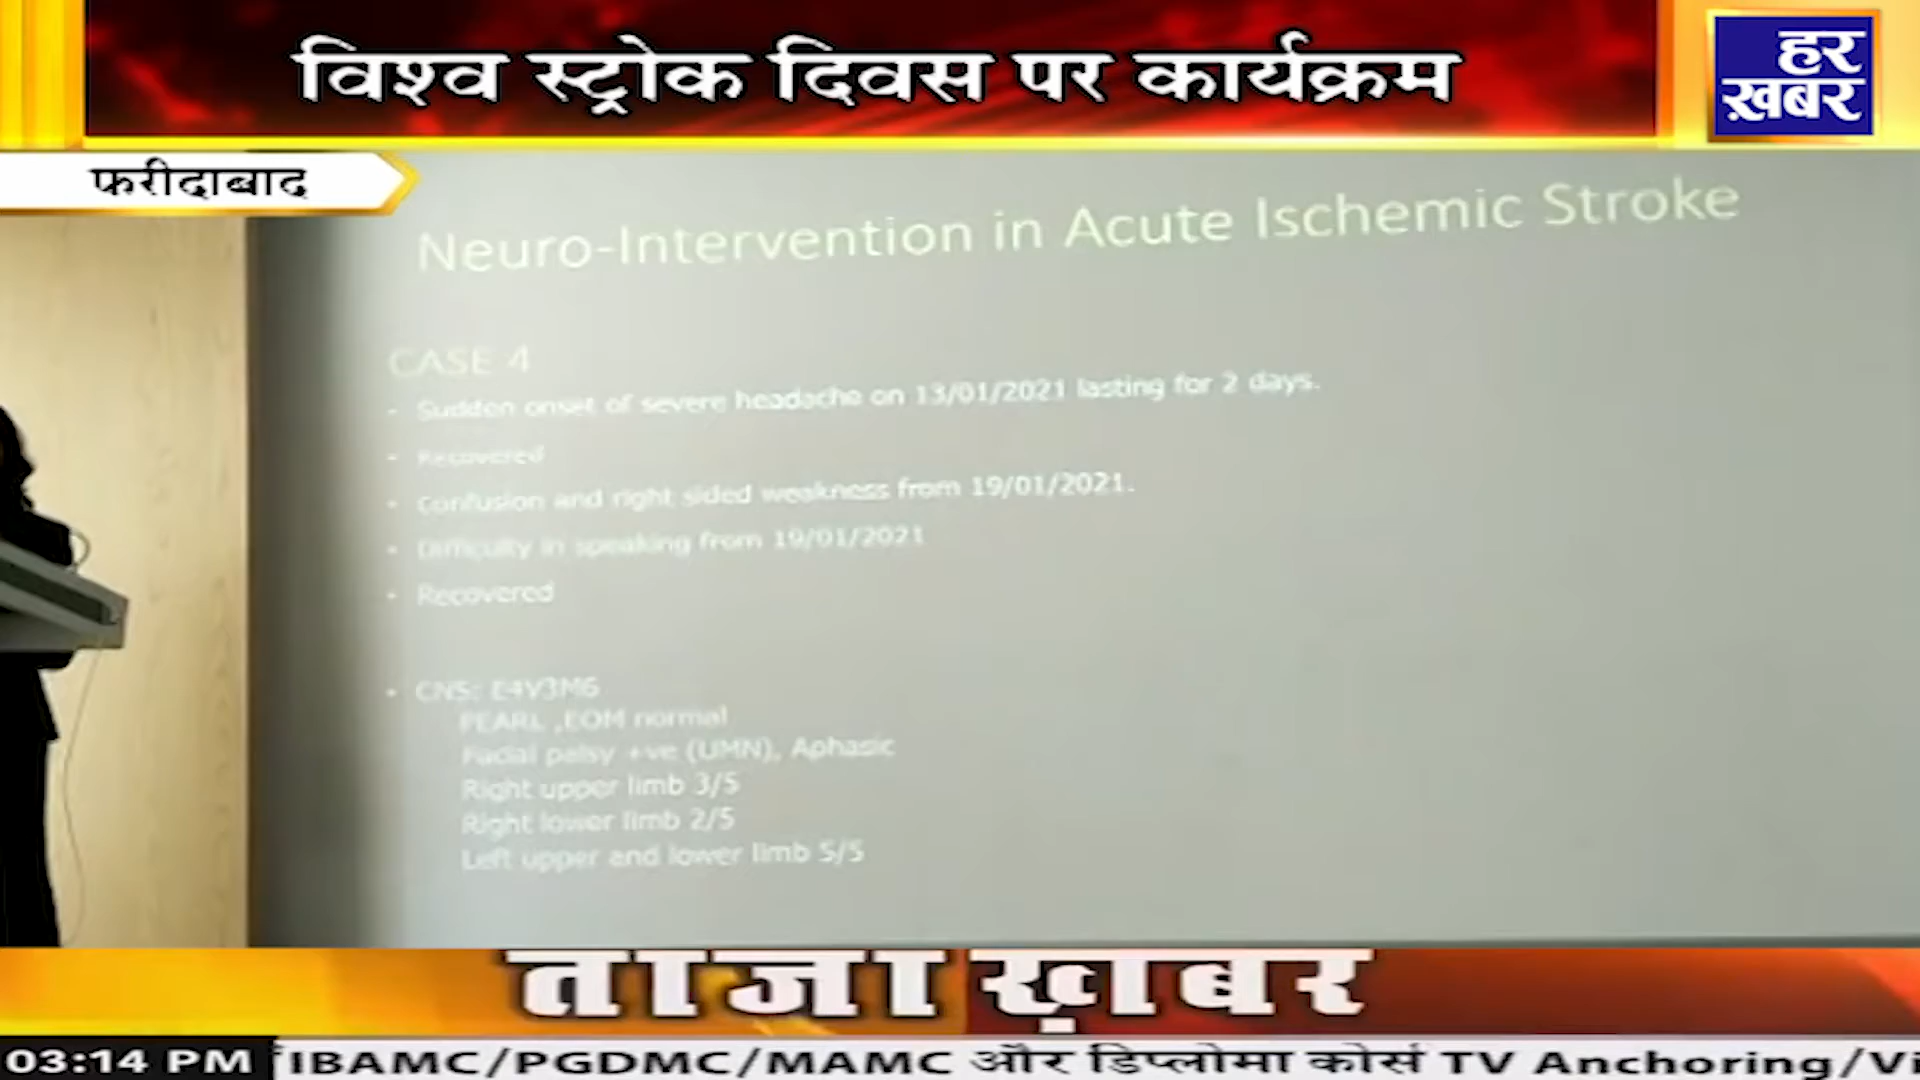 विश्व स्ट्रोक दिवस पर कार्यक्रम
हर
ख़बर
फरीदाबाद
Neuro-Intervention in Acute Ischemic Stroke
CASE 4
- Sudden onset of severe headache on 13/01/2021 lasting for 2 days.
- Recovered
- Confusion and right sided weakness from 19/01/2021.
- Difficulty in speaking from 19/01/2021
- Recovered
- CNS: E4V3M6
PEARL ,EOM normal
Facial palsy +ve (UMN), Aphasic
Right upper limb 3/5
Right lower limb 2/5
Left upper and lower limb 5/5
ताजा ख़बर
03:14 PM IBAMC/PGDMC/MAMC और डिप्लोमा कोर्स TV Anchoring/Vi